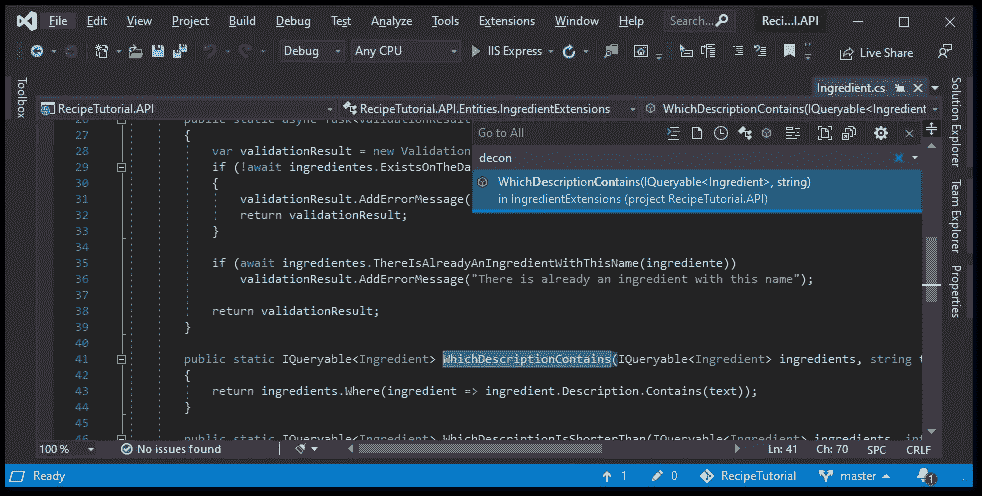 File Edit View Project Build Debug Test Analyze Tools Extensions Window Help Search... Reci...l.API
Debug Any CPU IIS Express Live Share
Toolbox
Ingredient.cs
RecipeTutorial.API RecipeTutorial.API.Entities.IngredientExtensions WhichDescriptionContains(IQueryable<Ingredient
Go to All
decon
WhichDescriptionContains(IQueryable<Ingredient>, string)
in IngredientExtensions (project RecipeTutorial.API)
26 public static async Task<ValidationResult
27 {
28 var validationResult = new Validation
29 if (!await ingredientes.ExistsOnTheDa
30 {
31 validationResult.AddErrorMessage(
32 return validationResult;
33 }
34
35 if (await ingredientes.ThereIsAlreadyAnIngredientWithThisName(ingrediente))
36 validationResult.AddErrorMessage("There is already an ingredient with this name");
37
38 return validationResult;
39 }
40
41 public static IQueryable<Ingredient> WhichDescriptionContains(IQueryable<Ingredient> ingredients, string t
42 {
43 return ingredients.Where(ingredient => ingredient.Description.Contains(text));
44 }
45
46 public static IQueryable<Ingredient> WhichDescriptionIsShorterThan(IQueryable<Ingredient> ingredients, int
Solution Explorer
Team Explorer
Properties
100 % No issues found Ln: 41 Ch: 70 SPC CRLF
Ready 1 0 RecipeTutorial master 1